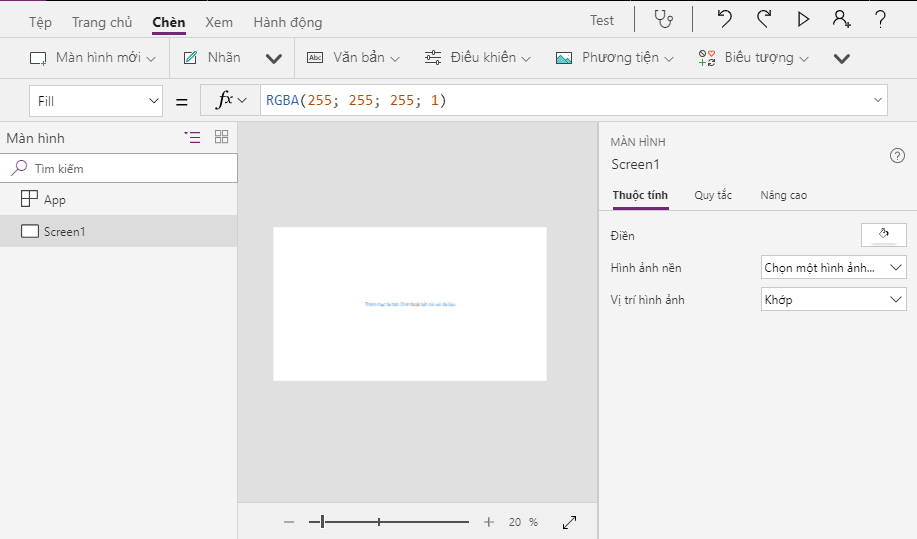 Tệp Trang chủ Chèn Xem Hành động Test
Màn hình mới Nhãn Văn bản Điều khiển Phương tiện Biểu tượng
Fill = fx RGBA(255; 255; 255; 1)
Màn hình
Tìm kiếm
App
Screen1
MÀN HÌNH
Screen1
Thuộc tính Quy tắc Nâng cao
Điền
Hình ảnh nền Chọn một hình ảnh...
Vị trí hình ảnh Khớp
20 %